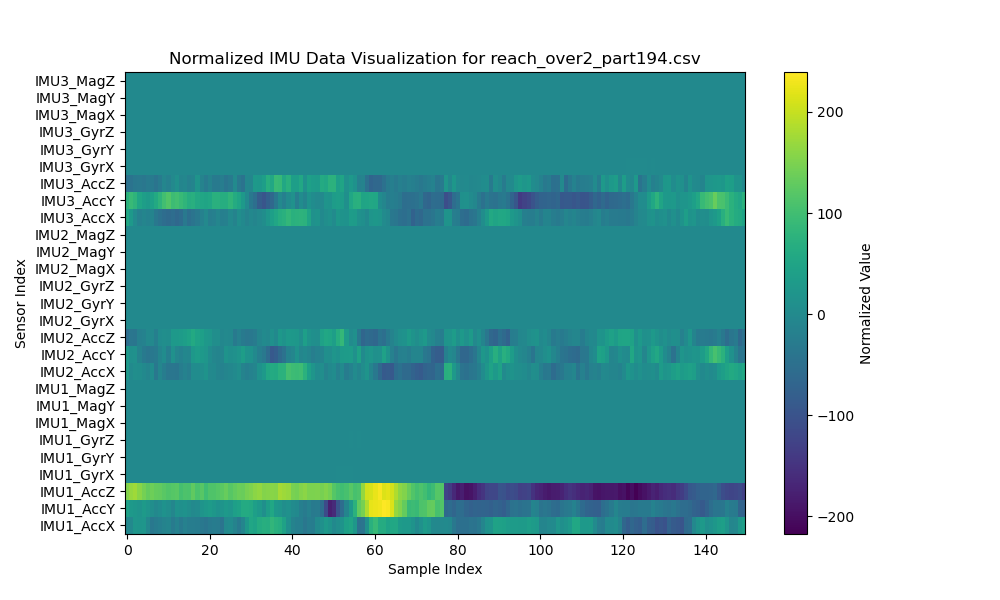 Normalized IMU Data Visualization for reach_over2_part194.csv
Sensor Index
IMU3_MagZ
IMU3_MagY
IMU3_MagX
IMU3_GyrZ
IMU3_GyrY
IMU3_GyrX
IMU3_AccZ
IMU3_AccY
IMU3_AccX
IMU2_MagZ
IMU2_MagY
IMU2_MagX
IMU2_GyrZ
IMU2_GyrY
IMU2_GyrX
IMU2_AccZ
IMU2_AccY
IMU2_AccX
IMU1_MagZ
IMU1_MagY
IMU1_MagX
IMU1_GyrZ
IMU1_GyrY
IMU1_GyrX
IMU1_AccZ
IMU1_AccY
IMU1_AccX
0 20 40 60 80 100 120 140
Sample Index
200
100
0
−100
−200
Normalized Value